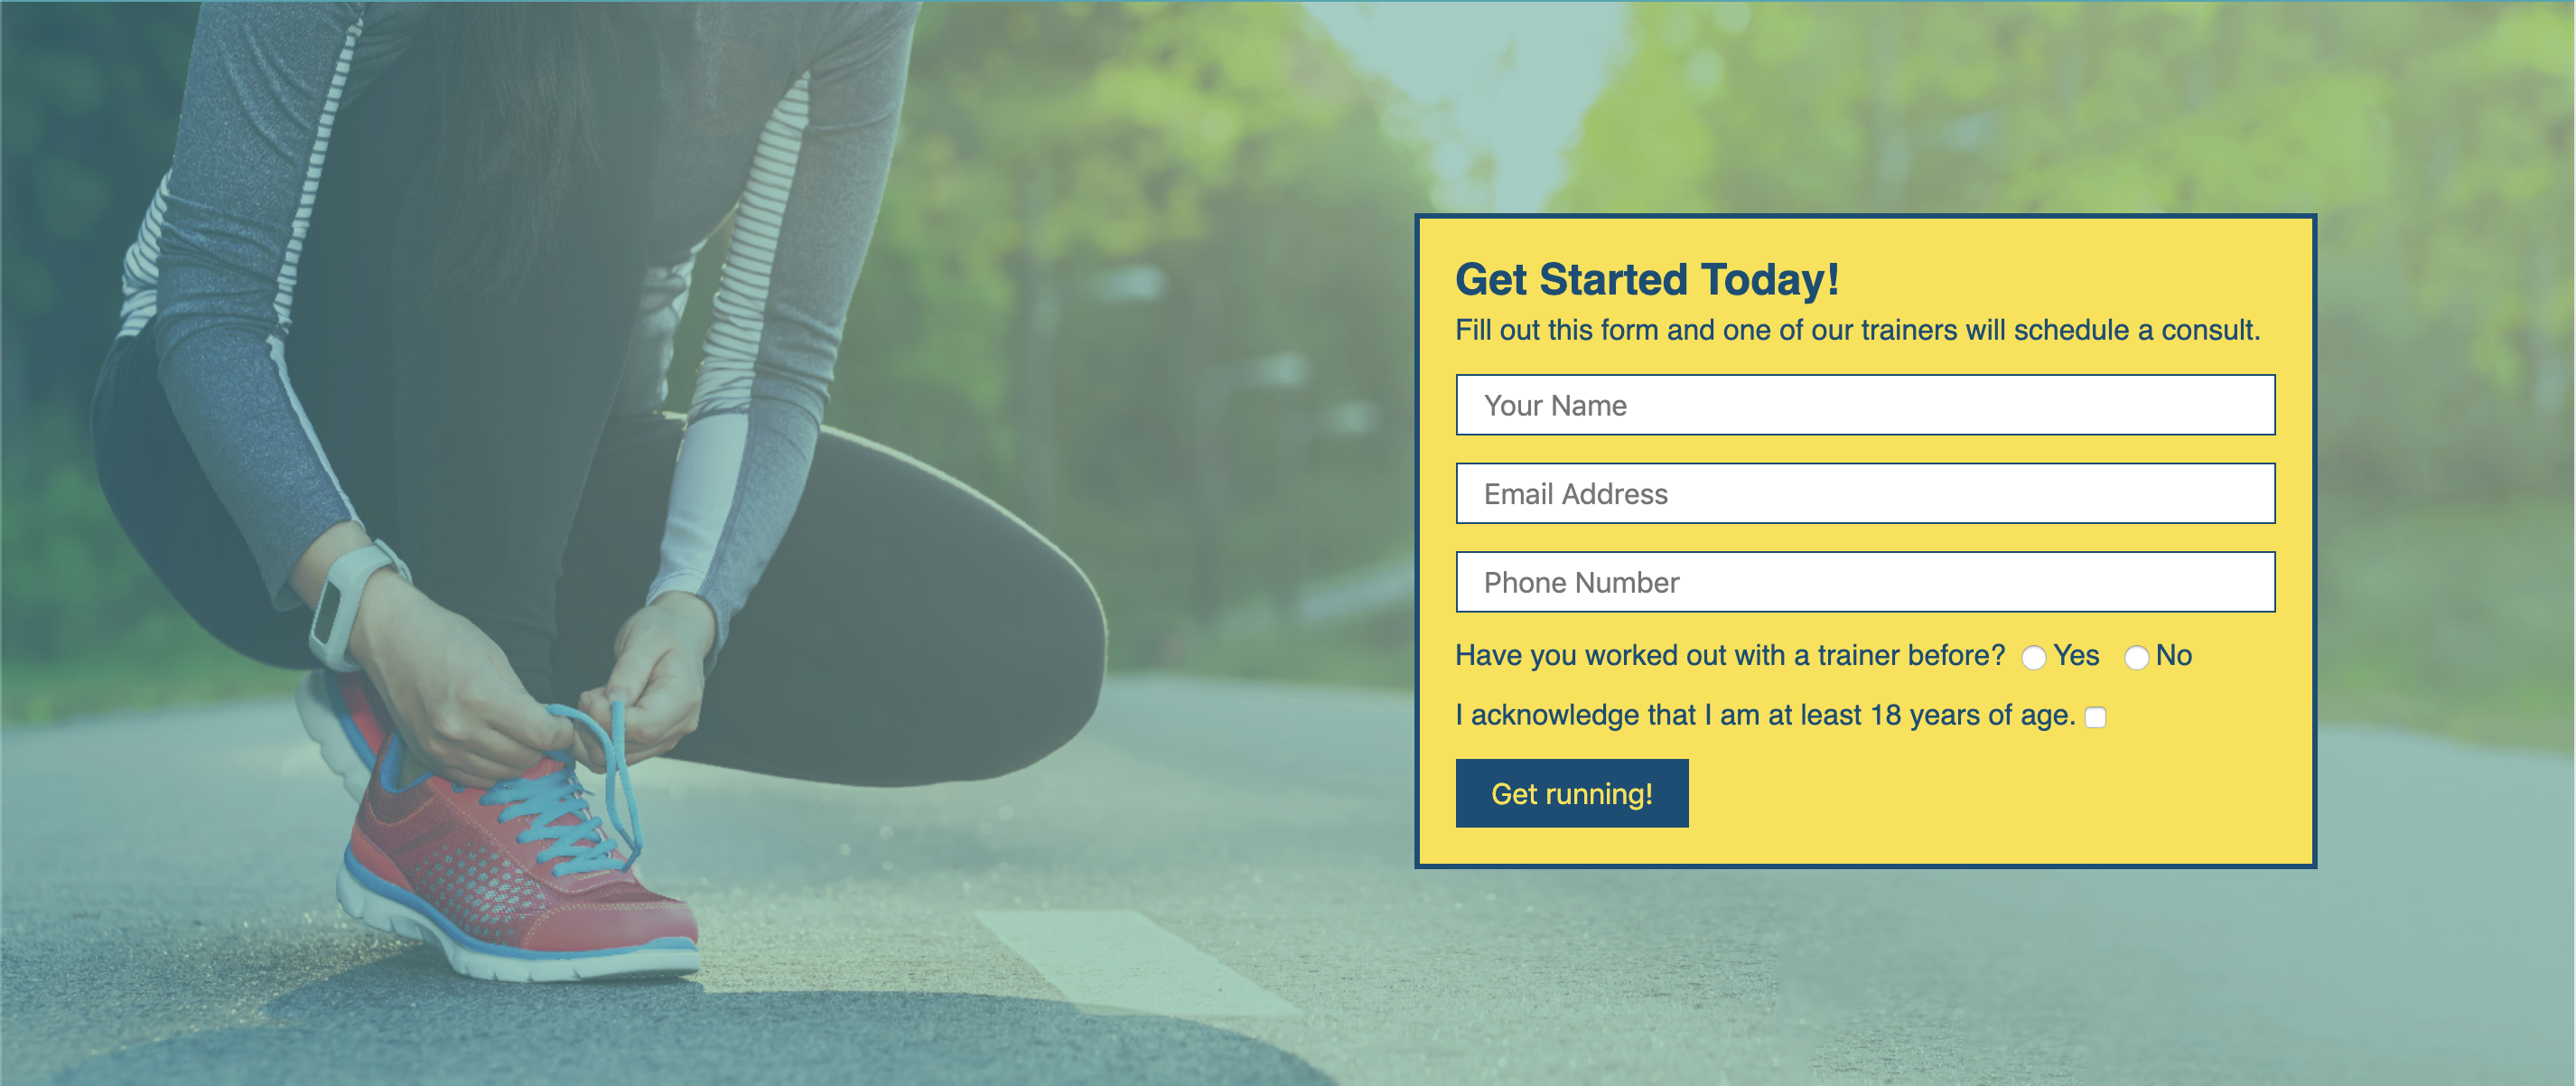 Get Started Today!
Fill out this form and one of our trainers will schedule a consult.
Your Name
Email Address
Phone Number
Have you worked out with a trainer before? Yes No
I acknowledge that I am at least 18 years of age.
Get running!